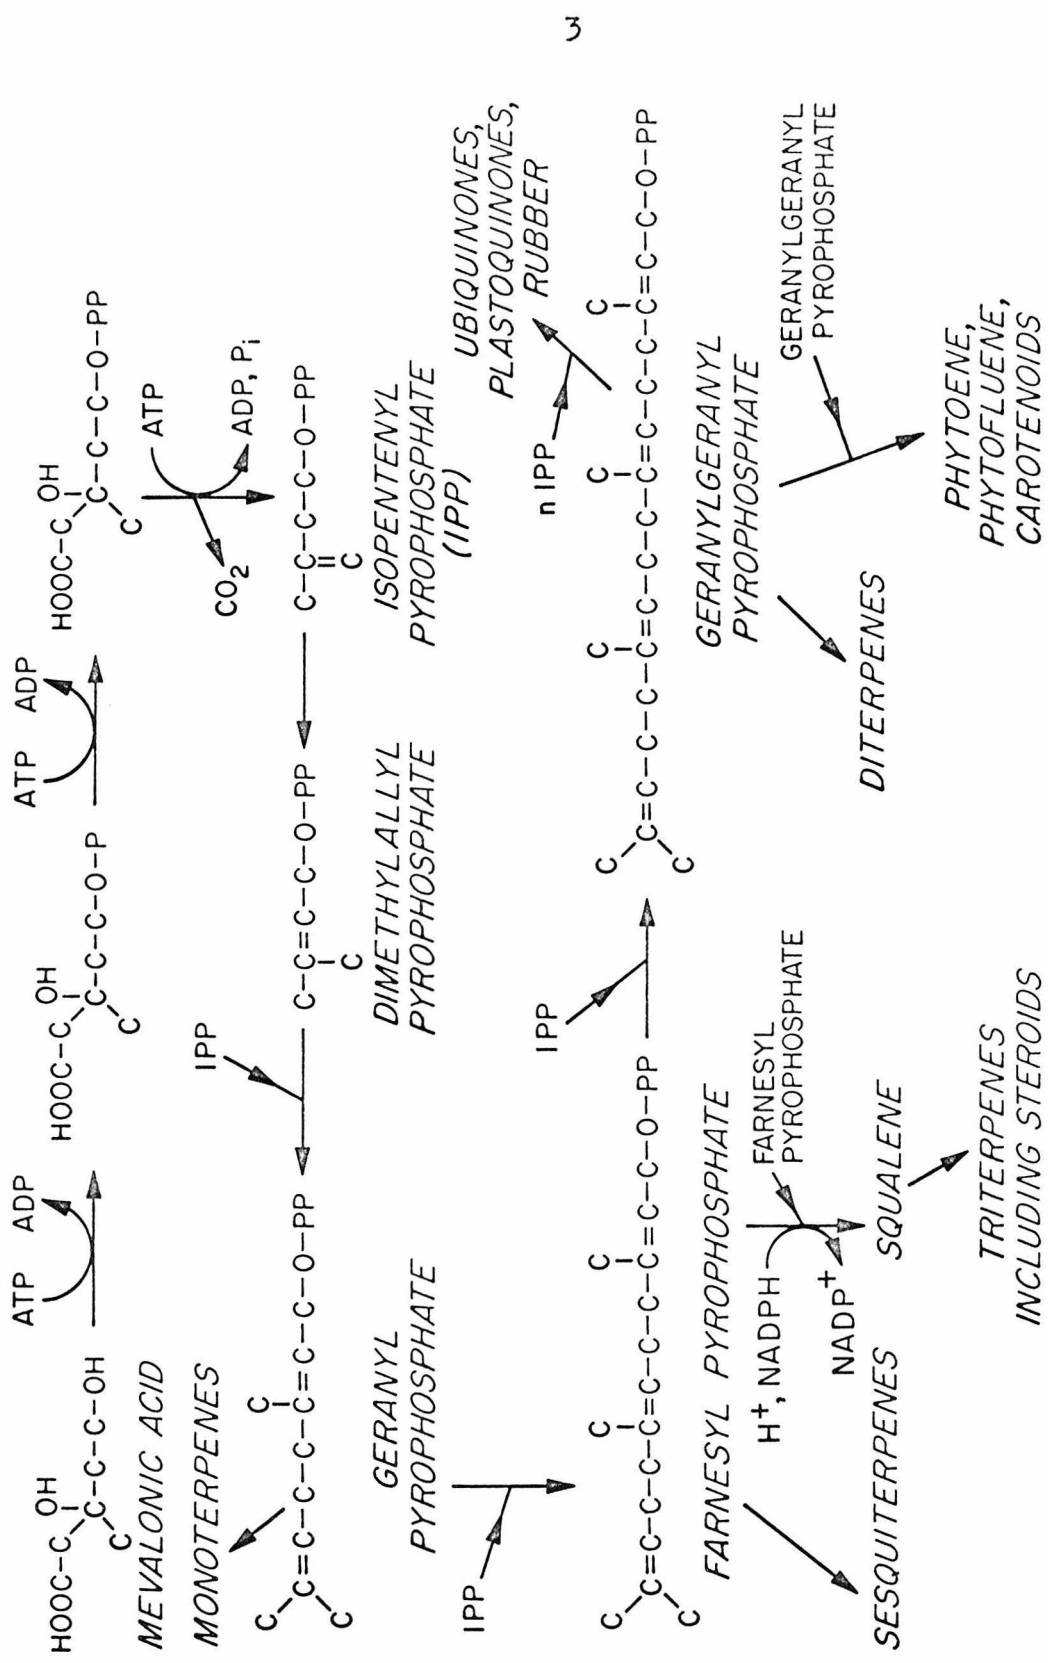 3
ATP ADP
ATP ADP
HOOC–C OH
C–C–C–OH
C
HOOC–C OH
C–C–C–O–P
C
HOOC–C OH
C–C–C–O–PP
C
MEVALONIC ACID
ATP
CO2
ADP, Pi
MONOTERPENES
IPP
C
C=C–C–C–C=C–C–O–PP
C
C
C–C=C–C–O–PP
C
C–C–C–C–O–PP
C
GERANYL
PYROPHOSPHATE
DIMETHYLALLYL
PYROPHOSPHATE
ISOPENTENYL
PYROPHOSPHATE
(IPP)
IPP
IPP
nIPP
UBIQUINONES,
PLASTOQUINONES,
RUBBER
C
C=C–C–C–C=C–C–C–C=C–C–O–PP
C
C
C
C
C=C–C–C–C=C–C–C–C=C–C–C–C=C–C–O–PP
C
C
C
C
FARNESYL PYROPHOSPHATE
GERANYLGERANYL
PYROPHOSPHATE
H+, NADPH
NADP+
FARNESYL
PYROPHOSPHATE
GERANYLGERANYL
PYROPHOSPHATE
SESQUITERPENES
SQUALENE
DITERPENES
TRITERPENES
INCLUDING STEROIDS
PHYTOENE,
PHYTOFLUENE,
CAROTENOIDS